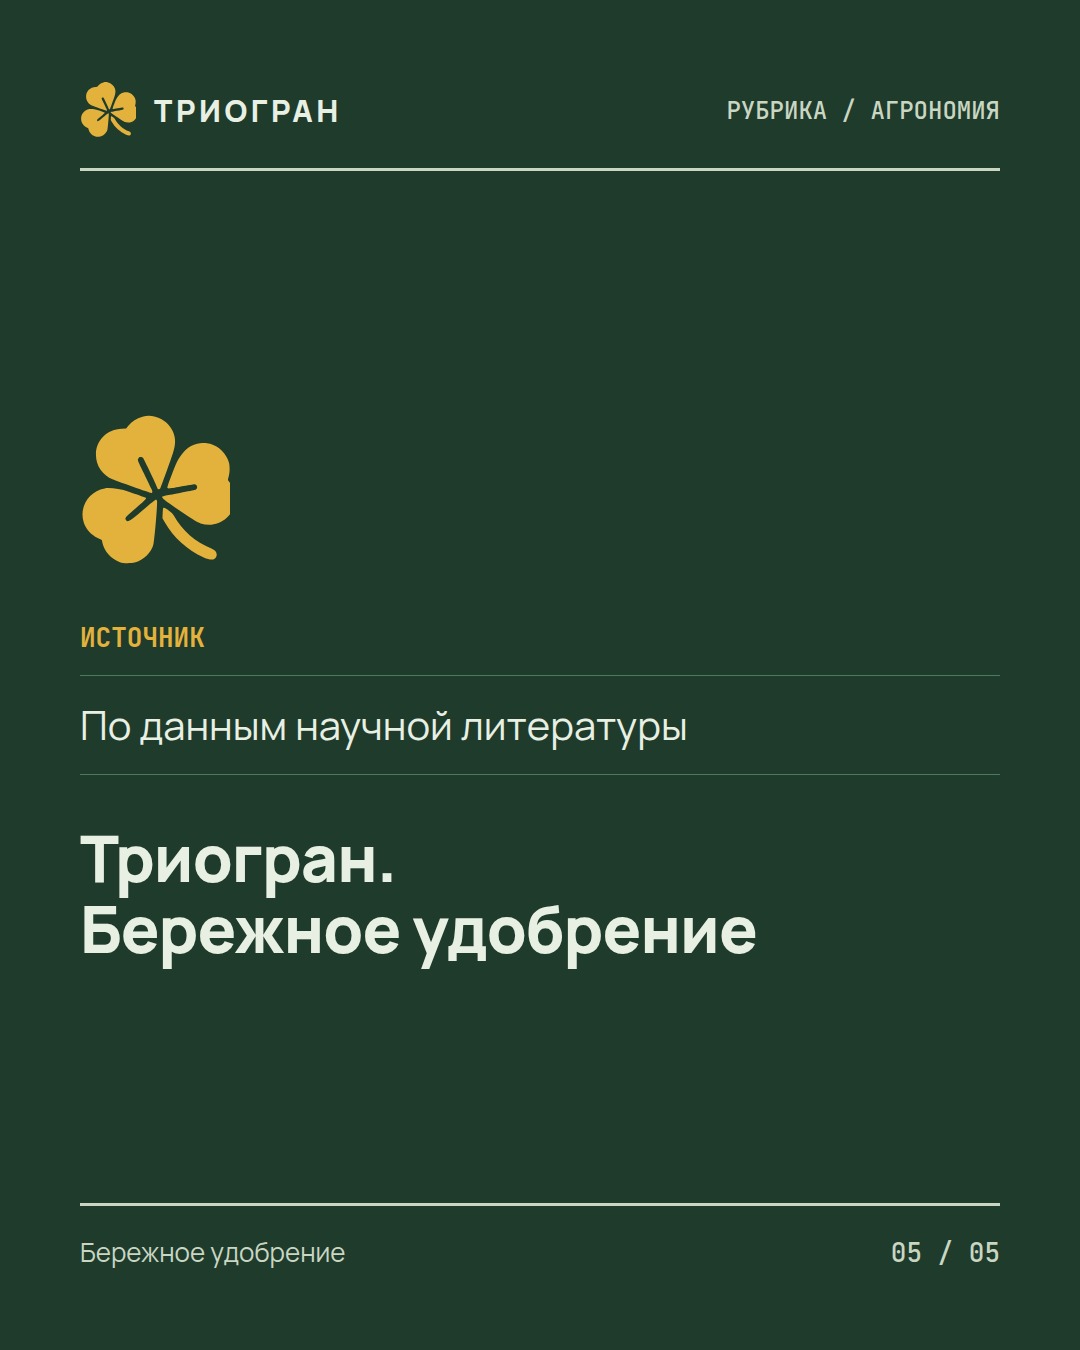 ТРИОГРАН
РУБРИКА / АГРОНОМИЯ
ИСТОЧНИК
По данным научной литературы
Триогран.
Бережное удобрение
Бережное удобрение
05 / 05